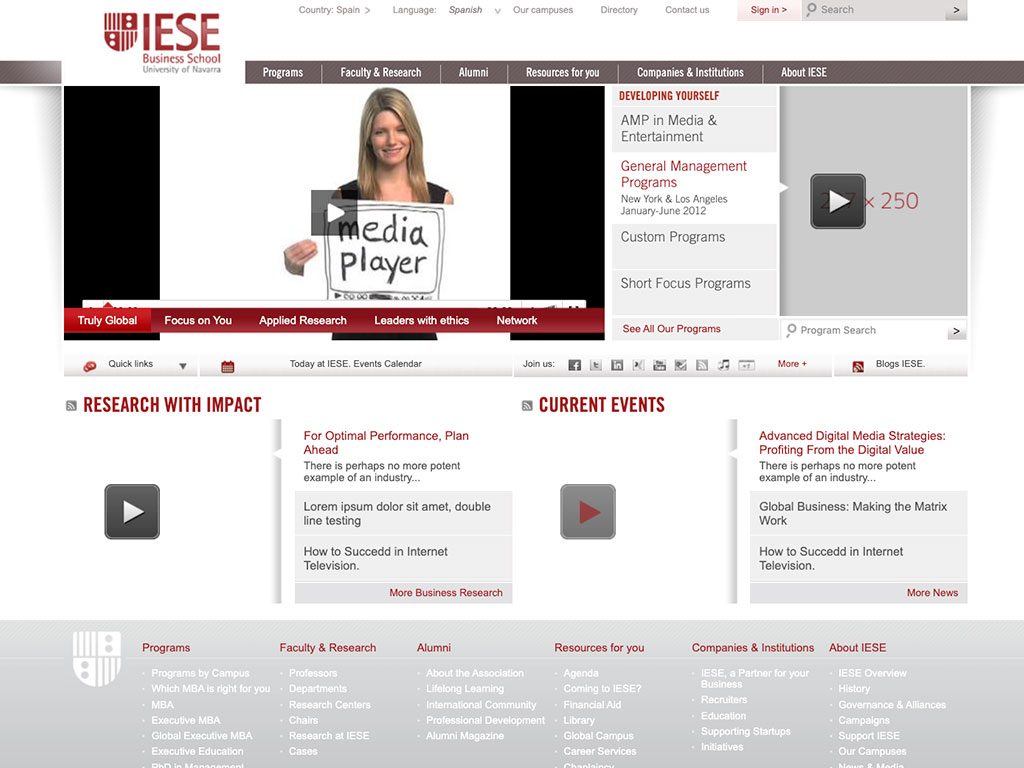 Country: Spain >
Language: Spanish
Our campuses
Directory
Contact us
Sign in >
Search
>
IESE
Business School
University of Navarra
Programs
Faculty & Research
Alumni
Resources for you
Companies & Institutions
About IESE
media
player
Truly Global
Focus on You
Applied Research
Leaders with ethics
Network
DEVELOPING YOURSELF
AMP in Media &
Entertainment
General Management
Programs
New York & Los Angeles
January-June 2012
Custom Programs
Short Focus Programs
See All Our Programs
× 250
Program Search
>
Quick links
Today at IESE. Events Calendar
Join us:
More +
Blogs IESE.
RESEARCH WITH IMPACT
For Optimal Performance, Plan
Ahead
There is perhaps no more potent
example of an industry...
Lorem ipsum dolor sit amet, double
line testing
How to Succedd in Internet
Television.
More Business Research
CURRENT EVENTS
Advanced Digital Media Strategies:
Profiting From the Digital Value
There is perhaps no more potent
example of an industry...
Global Business: Making the Matrix
Work
How to Succedd in Internet
Television.
More News
Programs
· Programs by Campus
· Which MBA is right for you
· MBA
· Executive MBA
· Global Executive MBA
· Executive Education
· PhD in Management
Faculty & Research
· Professors
· Departments
· Research Centers
· Chairs
· Research at IESE
· Cases
Alumni
· About the Association
· Lifelong Learning
· International Community
· Professional Development
· Alumni Magazine
Resources for you
· Agenda
· Coming to IESE?
· Financial Aid
· Library
· Global Campus
· Career Services
· Chaplaincy
Companies & Institutions
· IESE, a Partner for your
Business
· Recruiters
· Education
· Supporting Startups
· Initiatives
About IESE
· IESE Overview
· History
· Governance & Alliances
· Campaigns
· Support IESE
· Our Campuses
· News & Media